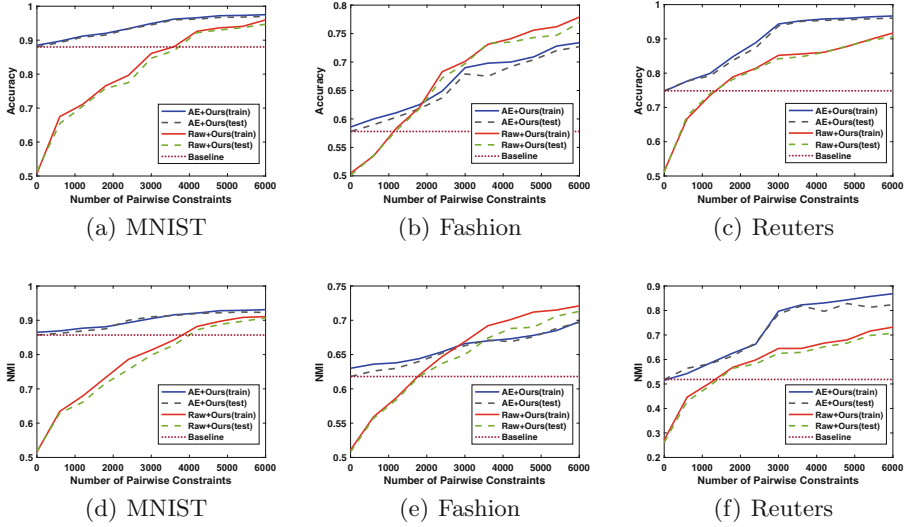 1
0.9
0.8
0.7
0.6
0.5
Accuracy
AE+Ours(train)
AE+Ours(test)
Raw+Ours(train)
Raw+Ours(test)
Baseline
0 1000 2000 3000 4000 5000 6000
Number of Pairwise Constraints
(a) MNIST
0.8
0.75
0.7
0.65
0.6
0.55
0.5
Accuracy
AE+Ours(train)
AE+Ours(test)
Raw+Ours(train)
Raw+Ours(test)
Baseline
0 1000 2000 3000 4000 5000 6000
Number of Pairwise Constraints
(b) Fashion
1
0.9
0.8
0.7
0.6
0.5
Accuracy
AE+Ours(train)
AE+Ours(test)
Raw+Ours(train)
Raw+Ours(test)
Baseline
0 1000 2000 3000 4000 5000 6000
Number of Pairwise Constraints
(c) Reuters
1
0.9
0.8
0.7
0.6
0.5
NMI
AE+Ours(train)
AE+Ours(test)
Raw+Ours(train)
Raw+Ours(test)
Baseline
0 1000 2000 3000 4000 5000 6000
Number of Pairwise Constraints
(d) MNIST
0.75
0.7
0.65
0.6
0.55
0.5
NMI
AE+Ours(train)
AE+Ours(test)
Raw+Ours(train)
Raw+Ours(test)
Baseline
0 1000 2000 3000 4000 5000 6000
Number of Pairwise Constraints
(e) Fashion
0.9
0.8
0.7
0.6
0.5
0.4
0.3
0.2
NMI
AE+Ours(train)
AE+Ours(test)
Raw+Ours(train)
Raw+Ours(test)
Baseline
0 1000 2000 3000 4000 5000 6000
Number of Pairwise Constraints
(f) Reuters